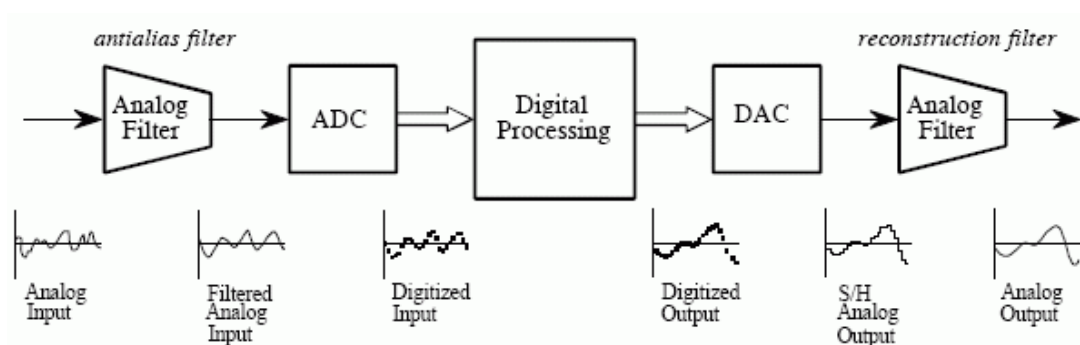 antialias filter
reconstruction filter
Analog
Filter
ADC
Digital
Processing
DAC
Analog
Filter
Analog
Input
Filtered
Analog
Input
Digitized
Input
Digitized
Output
S/H
Analog
Output
Analog
Output